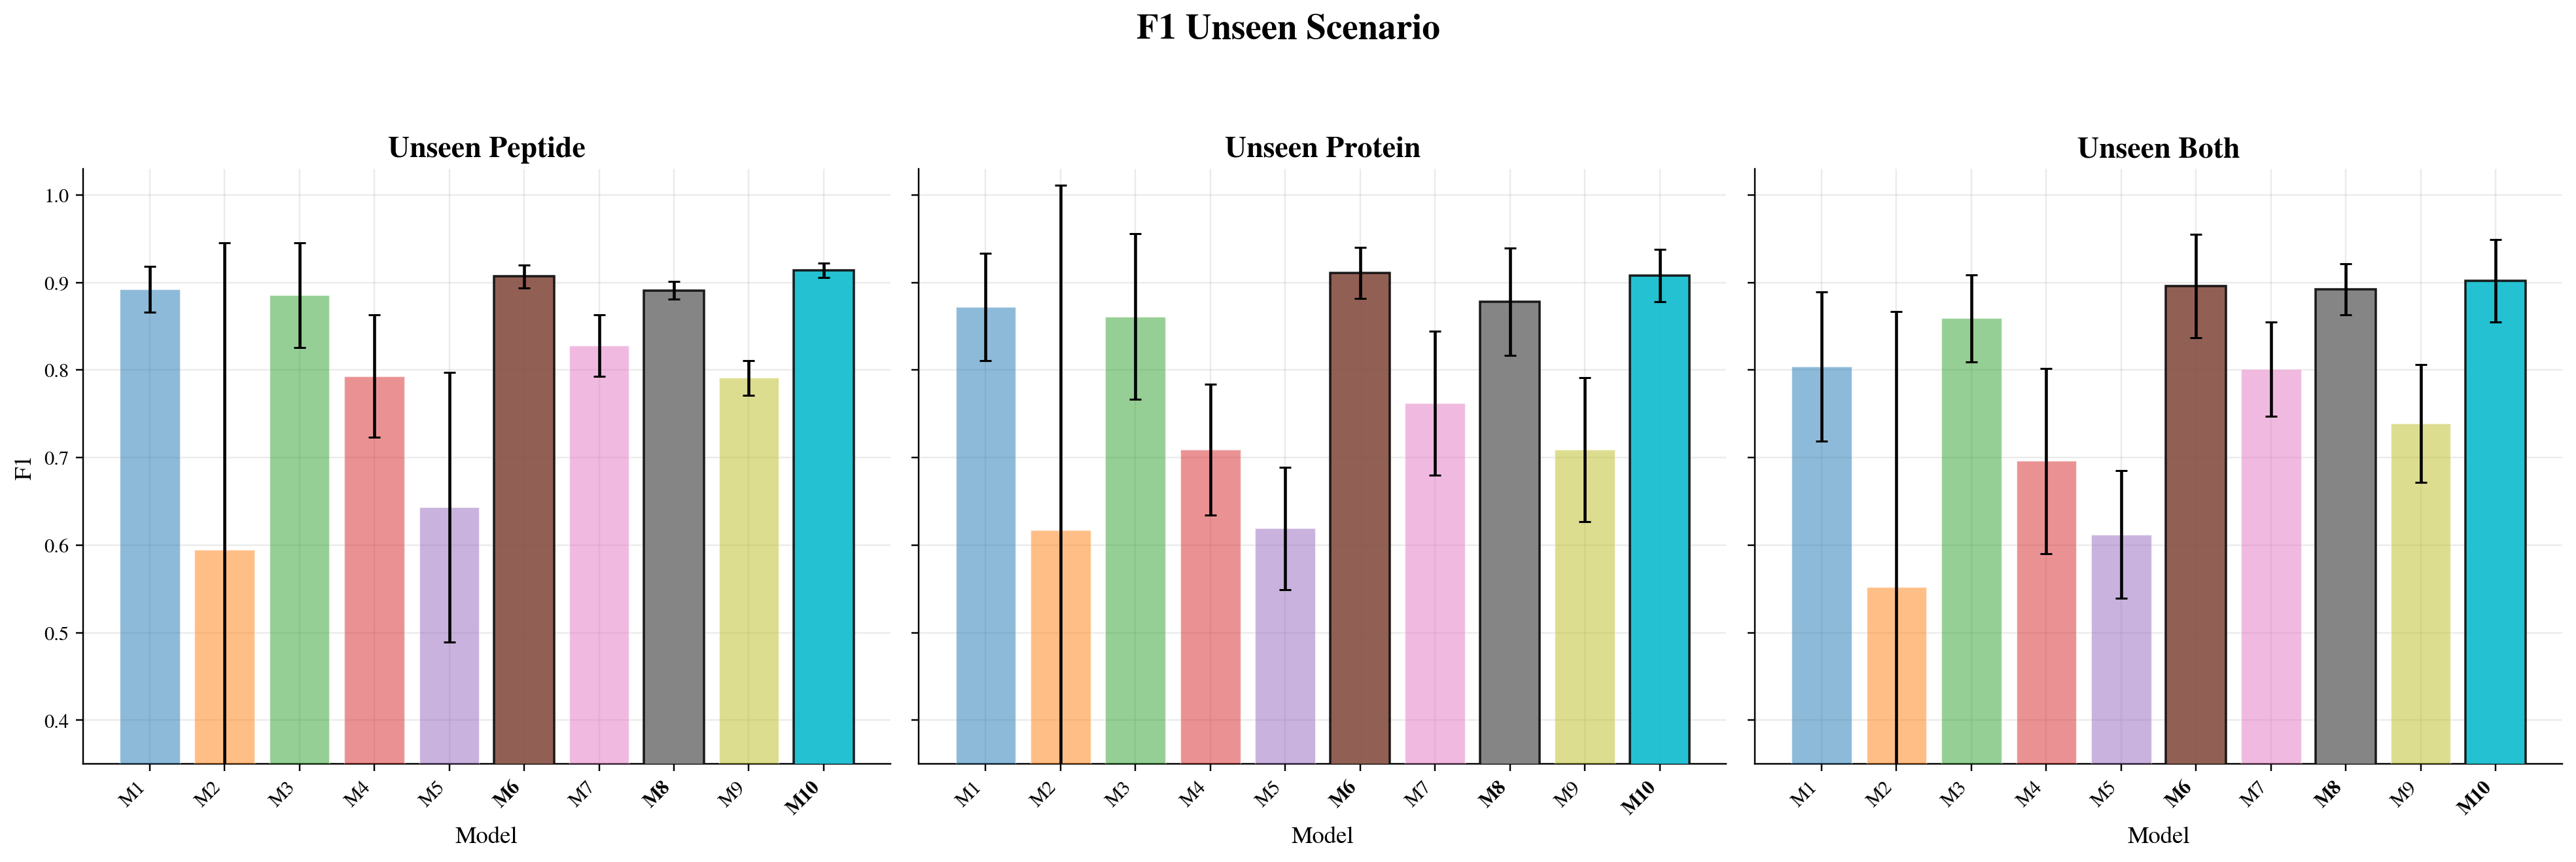 F1 Unseen Scenario
Unseen Peptide
Unseen Protein
Unseen Both
1.0
0.9
0.8
0.7
0.6
0.5
0.4
F1
M1 M2 M3 M4 M5 M6 M7 M8 M9 M10
M1 M2 M3 M4 M5 M6 M7 M8 M9 M10
M1 M2 M3 M4 M5 M6 M7 M8 M9 M10
Model
Model
Model